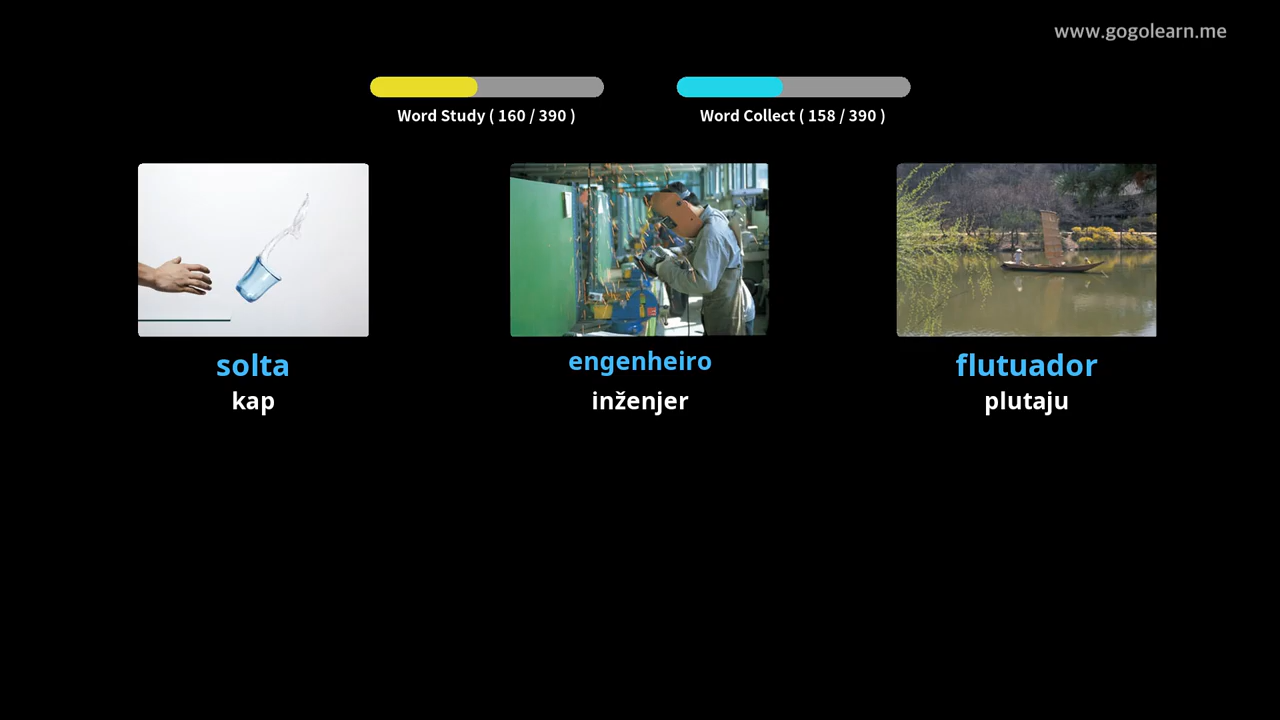 www.gogolearn.me
Word Study ( 160 / 390 )
Word Collect ( 158 / 390 )
solta
kap
engenheiro
inženjer
flutuador
plutaju